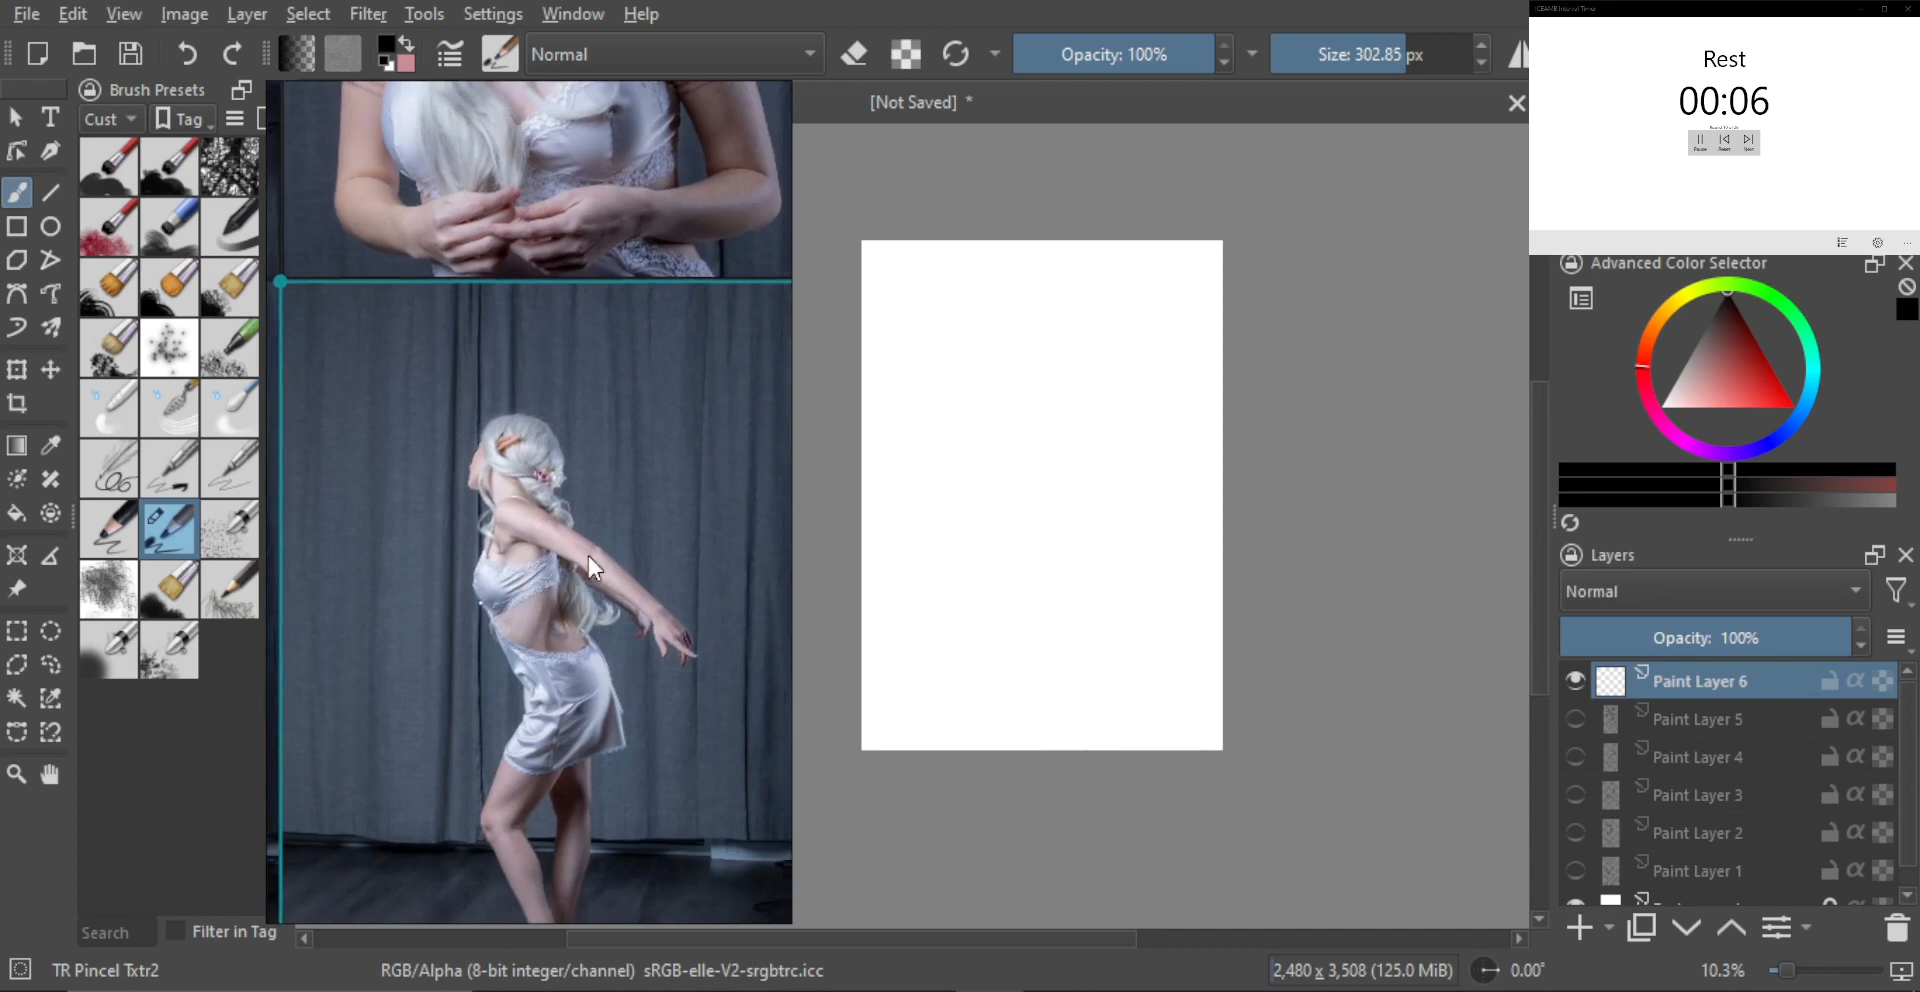 File Edit View Image Layer Select Filter Tools Settings Window Help
Normal
Opacity: 100%
Size: 302.85 px
Brush Presets
Cust
Tag
[Not Saved] *
Rest
00:06
Pause Reset Next
Advanced Color Selector
Layers
Normal
Opacity: 100%
Paint Layer 6
Paint Layer 5
Paint Layer 4
Paint Layer 3
Paint Layer 2
Paint Layer 1
Search
Filter in Tag
TR Pincel Txtr2
RGB/Alpha (8-bit integer/channel) sRGB-elle-V2-srgbtrc.icc
2,480 x 3,508 (125.0 MiB)
0.00°
10.3%